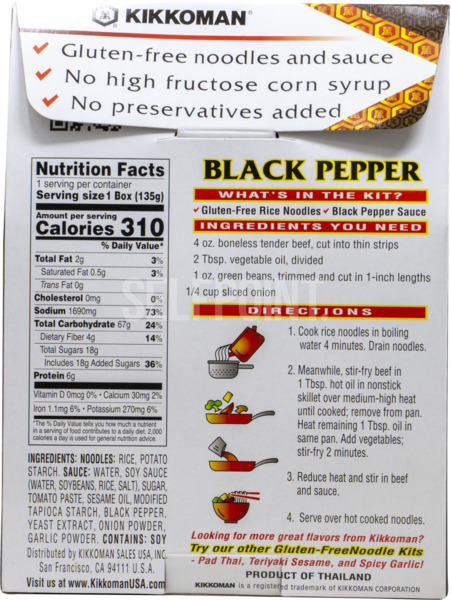 KIKKOMAN®
✓ Gluten-free noodles and sauce
✓ No high fructose corn syrup
✓ No preservatives added
Nutrition Facts
1 serving per container
Serving size 1 Box (135g)
Amount per serving
Calories 310
% Daily Value*
Total Fat 2g 3%
Saturated Fat 0.5g 3%
Trans Fat 0g
Cholesterol 0mg 0%
Sodium 1690mg 73%
Total Carbohydrate 67g 24%
Dietary Fiber 4g 14%
Total Sugars 18g
Includes 18g Added Sugars 36%
Protein 6g
Vitamin D 0mcg 0% • Calcium 30mg 2%
Iron 1.1mg 6% • Potassium 270mg 6%
*The % Daily Value tells you how much a nutrient
in a serving of food contributes to a daily diet. 2,000
calories a day is used for general nutrition advice.
INGREDIENTS: NOODLES: RICE, POTATO
STARCH. SAUCE: WATER, SOY SAUCE
(WATER, SOYBEANS, RICE, SALT), SUGAR,
TOMATO PASTE, SESAME OIL, MODIFIED
TAPIOCA STARCH, BLACK PEPPER,
YEAST EXTRACT, ONION POWDER,
GARLIC POWDER. CONTAINS: SOY
Distributed by KIKKOMAN SALES USA, INC.
San Francisco, CA 94111 U.S.A.
Visit us at www.KikkomanUSA.com
BLACK PEPPER
WHAT'S IN THE KIT?
✓ Gluten-Free Rice Noodles ✓ Black Pepper Sauce
INGREDIENTS YOU NEED
4 oz. boneless tender beef, cut into thin strips
2 Tbsp. vegetable oil, divided
1 oz. green beans, trimmed and cut in 1-inch lengths
1/4 cup sliced onion
DIRECTIONS
1. Cook rice noodles in boiling
water 4 minutes. Drain noodles.
2. Meanwhile, stir-fry beef in
1 Tbsp. hot oil in nonstick
skillet over medium-high heat
until cooked; remove from pan.
Heat remaining 1 Tbsp. oil in
same pan. Add vegetables;
stir-fry 2 minutes.
3. Reduce heat and stir in beef
and sauce.
4. Serve over hot cooked noodles.
Looking for more great flavors from Kikkoman?
Try our other Gluten-FreeNoodle Kits
- Pad Thai, Teriyaki Sesame, and Spicy Garlic!
PRODUCT OF THAILAND
KIKKOMAN is a registered trademark of KIKKOMAN CORPORATION
SELFPOINT